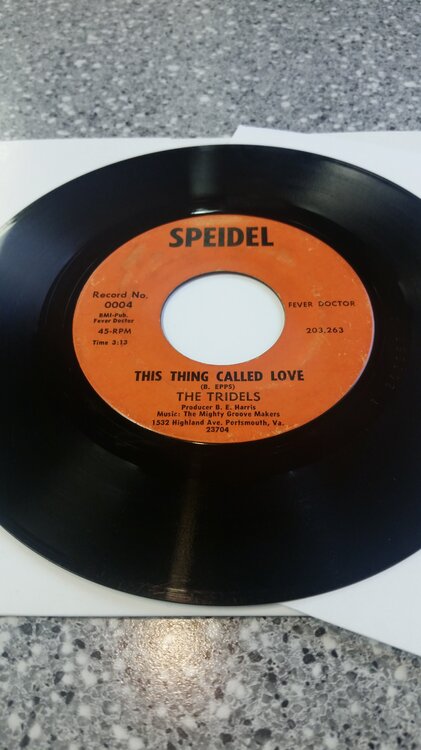 SPEIDEL
Record No.
0004
BMI-Pub.
Fever Doctor
45-RPM
Time 3:13
FEVER DOCTOR
203,263
THIS THING CALLED LOVE
(B. EPPS)
THE TRIDELS
Producer B. E. Harris
Music: The Mighty Groove Makers
1532 Highland Ave. Portsmouth, Va.
23704